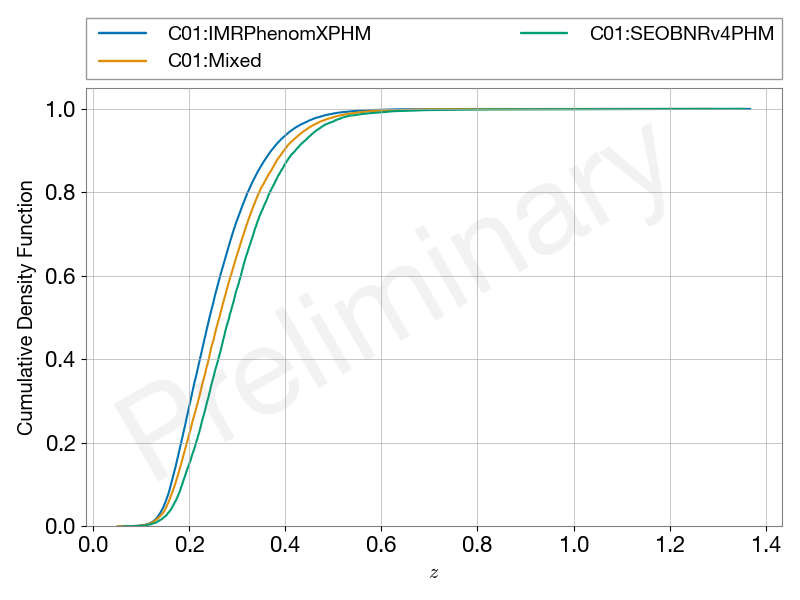 C01:IMRPhenomXPHM
C01:Mixed
C01:SEOBNRv4PHM
Cumulative Density Function
1.0
0.8
0.6
0.4
0.2
0.0
Preliminary
0.0 0.2 0.4 0.6 0.8 1.0 1.2 1.4
z